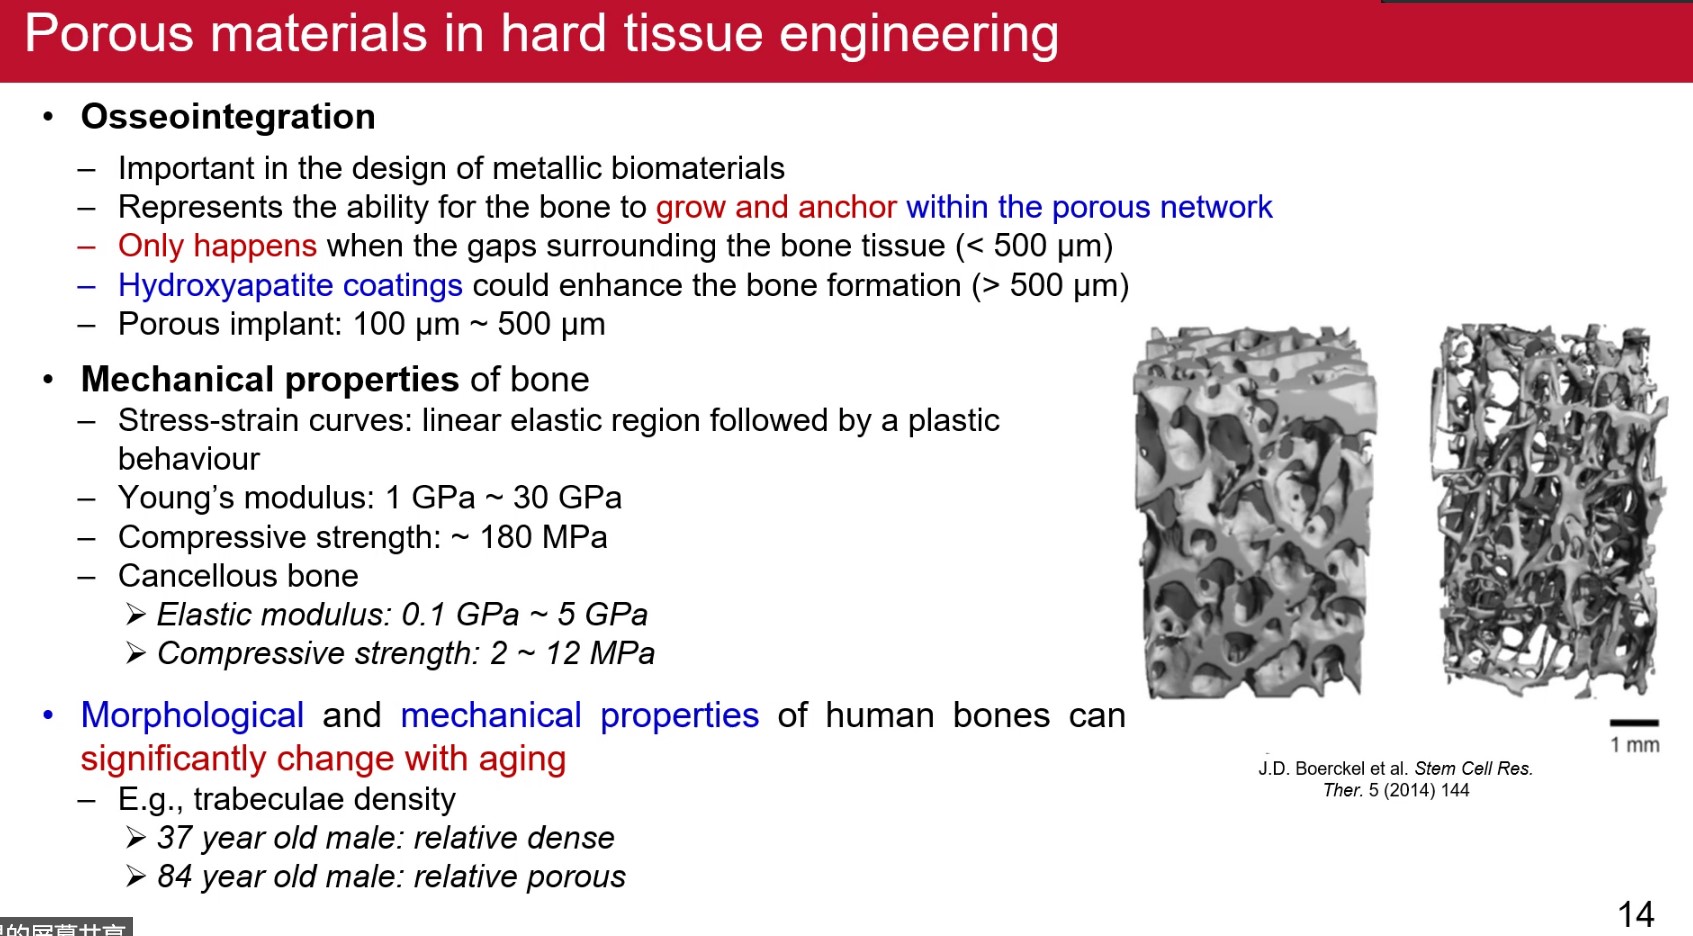 Porous materials in hard tissue engineering
• Osseointegration
– Important in the design of metallic biomaterials
– Represents the ability for the bone to grow and anchor within the porous network
– Only happens when the gaps surrounding the bone tissue (< 500 µm)
– Hydroxyapatite coatings could enhance the bone formation (> 500 µm)
– Porous implant: 100 µm ~ 500 µm
• Mechanical properties of bone
– Stress-strain curves: linear elastic region followed by a plastic
behaviour
– Young’s modulus: 1 GPa ~ 30 GPa
– Compressive strength: ~ 180 MPa
– Cancellous bone
➢ Elastic modulus: 0.1 GPa ~ 5 GPa
➢ Compressive strength: 2 ~ 12 MPa
• Morphological and mechanical properties of human bones can
significantly change with aging
– E.g., trabeculae density
➢ 37 year old male: relative dense
➢ 84 year old male: relative porous
1 mm
J.D. Boerckel et al. Stem Cell Res.
Ther. 5 (2014) 144
14
的屏幕共享